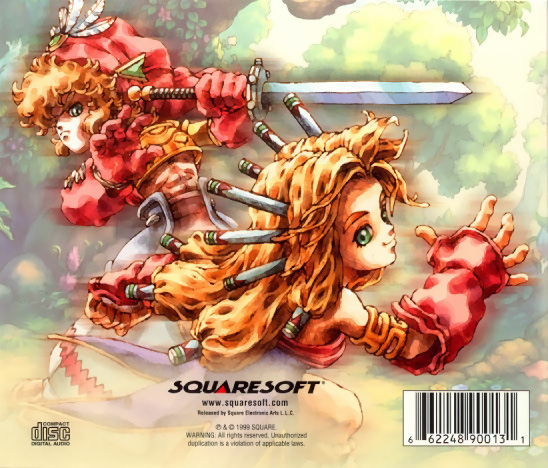 SQUARESOFT®
www.squaresoft.com
Released by Square Electronic Arts L.L.C.
COMPACT
disc
DIGITAL AUDIO
℗ & © 1999 SQUARE.
WARNING: All rights reserved. Unauthorized
duplication is a violation of applicable laws.
6 62248 90013 1